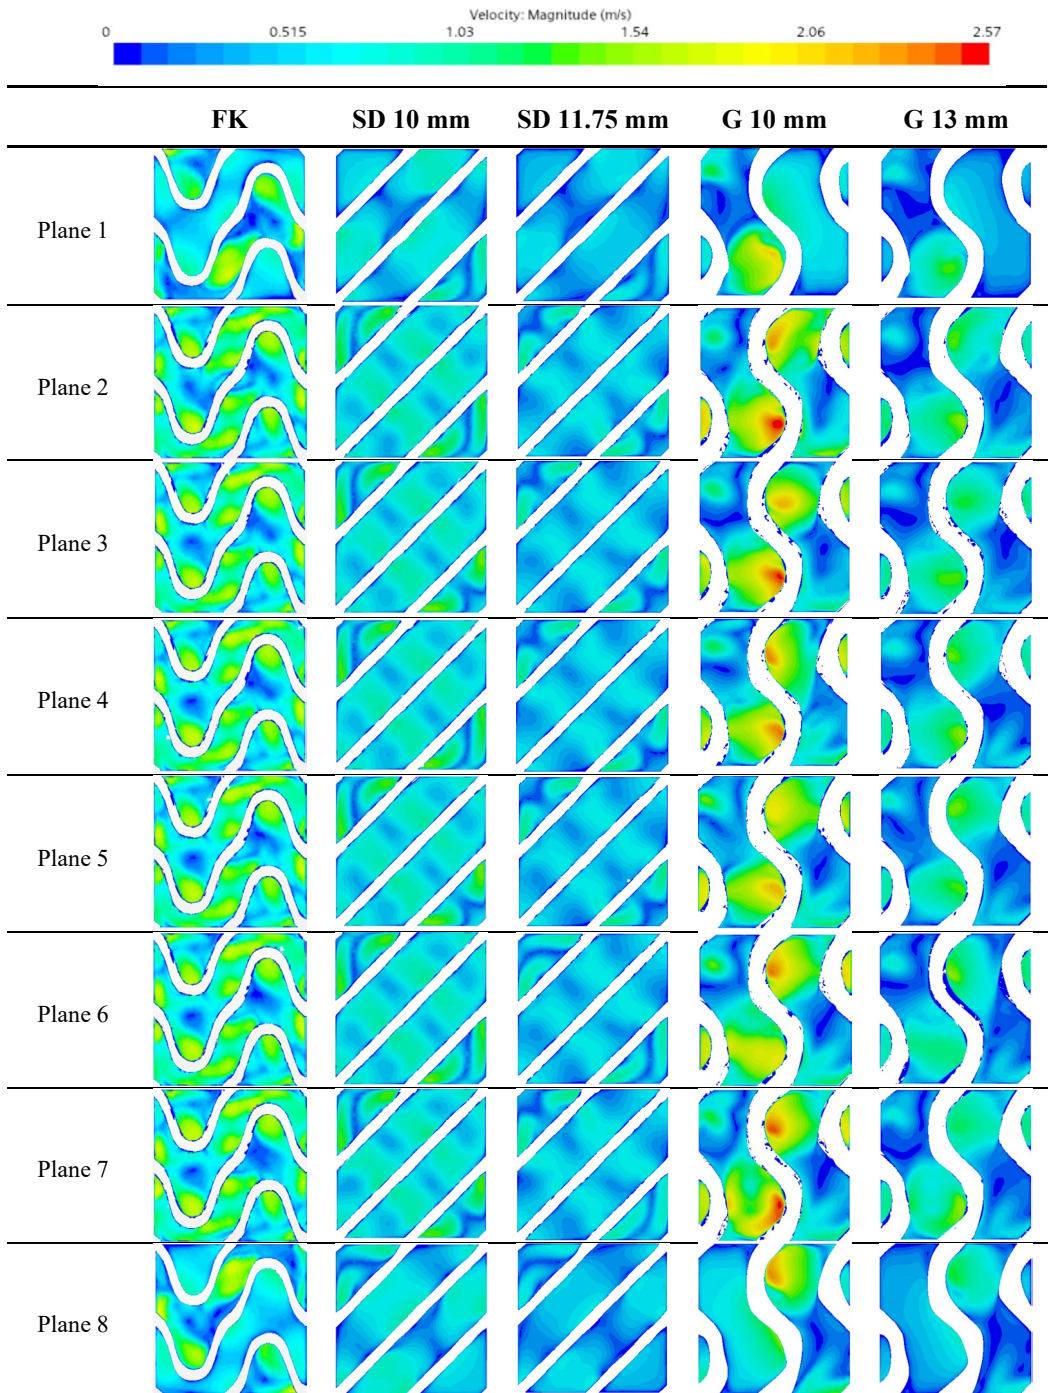 Velocity: Magnitude (m/s)
0 0.515 1.03 1.54 2.06 2.57
FK SD 10 mm SD 11.75 mm G 10 mm G 13 mm
Plane 1
Plane 2
Plane 3
Plane 4
Plane 5
Plane 6
Plane 7
Plane 8